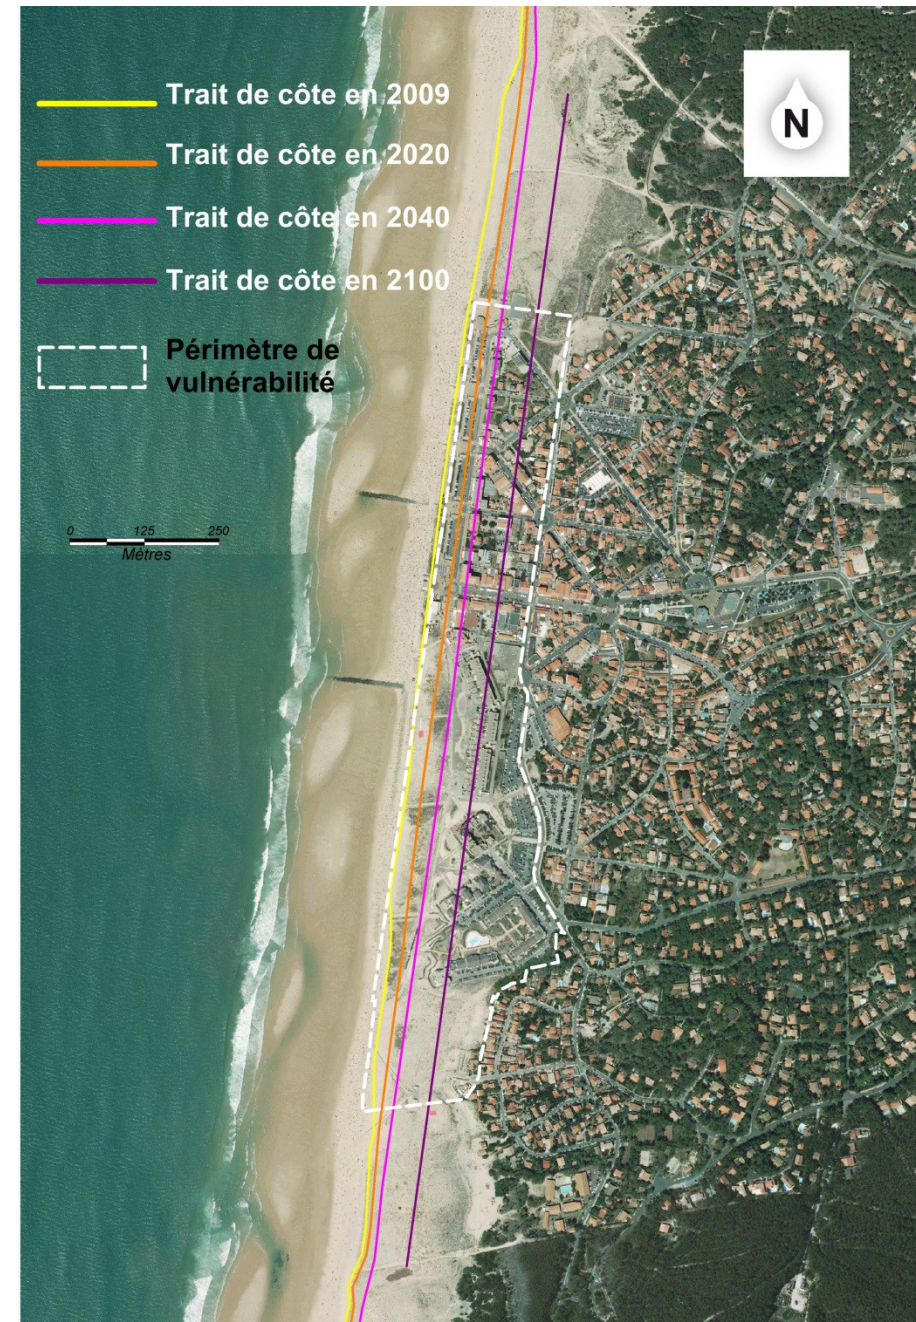 Trait de côte en 2009
N
Trait de côte en 2020
Trait de côte en 2040
Trait de côte en 2100
Périmètre de
vulnérabilité
0 125 250
Mètres